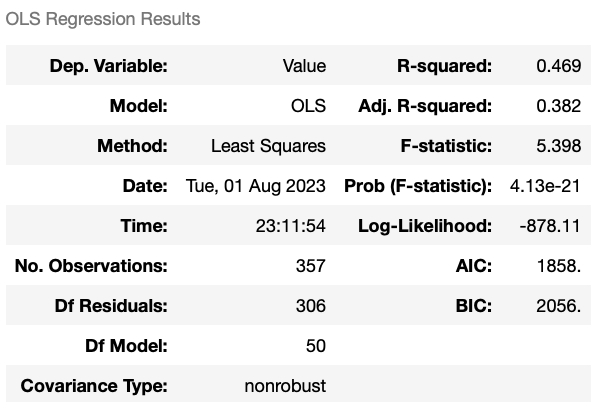 OLS Regression Results
Dep. Variable: Value R-squared: 0.469
Model: OLS Adj. R-squared: 0.382
Method: Least Squares F-statistic: 5.398
Date: Tue, 01 Aug 2023 Prob (F-statistic): 4.13e-21
Time: 23:11:54 Log-Likelihood: -878.11
No. Observations: 357 AIC: 1858.
Df Residuals: 306 BIC: 2056.
Df Model: 50
Covariance Type: nonrobust